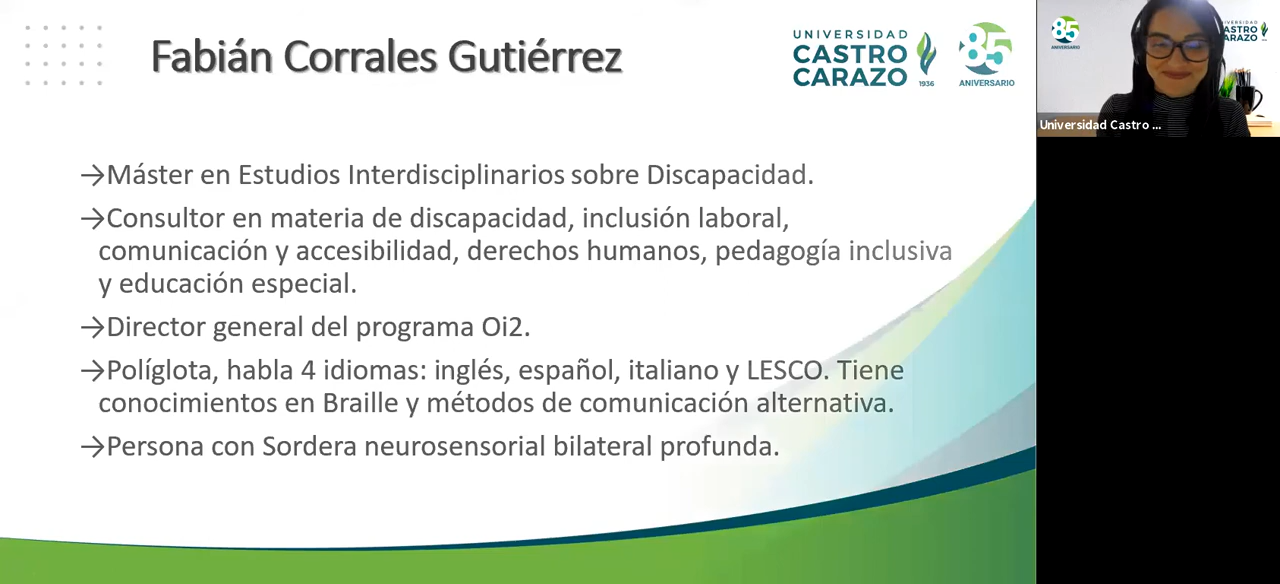 Fabián Corrales Gutiérrez
UNIVERSIDAD
CASTRO
CARAZO
1936
85
ANIVERSARIO
→Máster en Estudios Interdisciplinarios sobre Discapacidad.
→Consultor en materia de discapacidad, inclusión laboral,
comunicación y accesibilidad, derechos humanos, pedagogía inclusiva
y educación especial.
→Director general del programa Oi2.
→Políglota, habla 4 idiomas: inglés, español, italiano y LESCO. Tiene
conocimientos en Braille y métodos de comunicación alternativa.
→Persona con Sordera neurosensorial bilateral profunda.
85
ANIVERSARIO
CARAZO
Universidad Castro ...